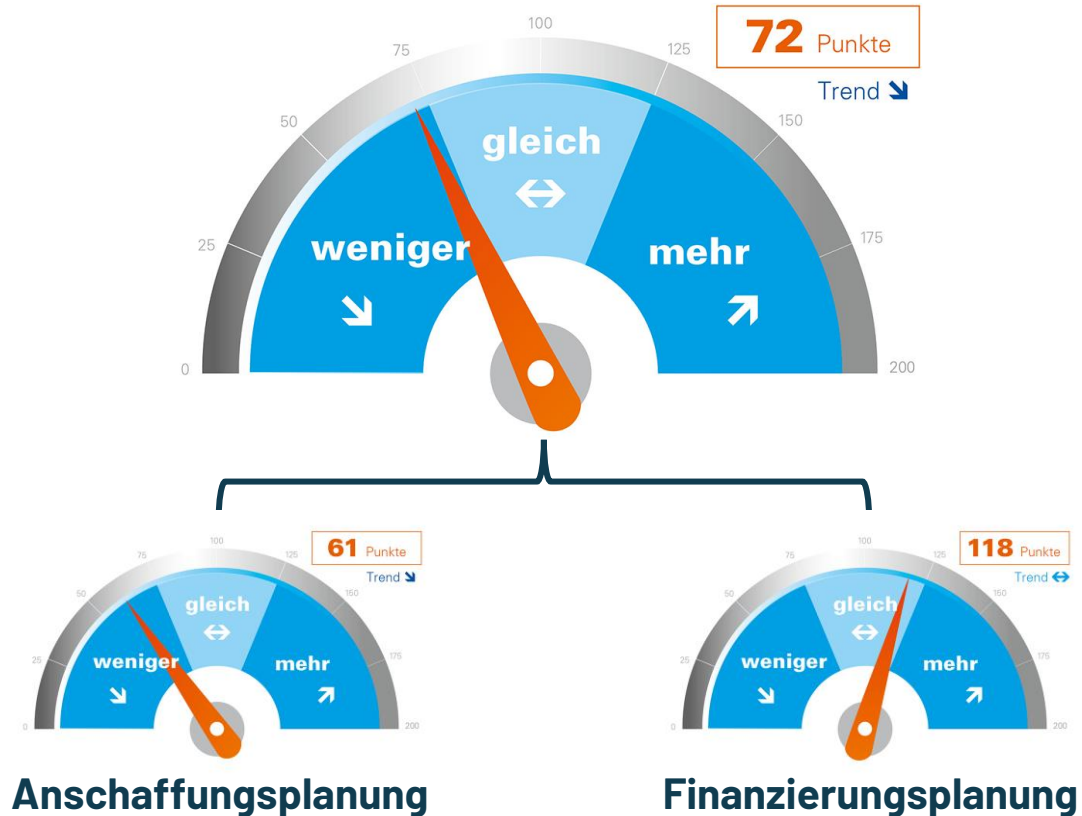 72 Punkte
Trend
100
75
125
50
150
25
175
0
200
gleich
weniger
mehr
61 Punkte
Trend
100
75
125
50
150
25
175
0
200
gleich
weniger
mehr
Anschaffungsplanung
118 Punkte
Trend
100
75
125
50
150
25
175
0
200
gleich
weniger
mehr
Finanzierungsplanung